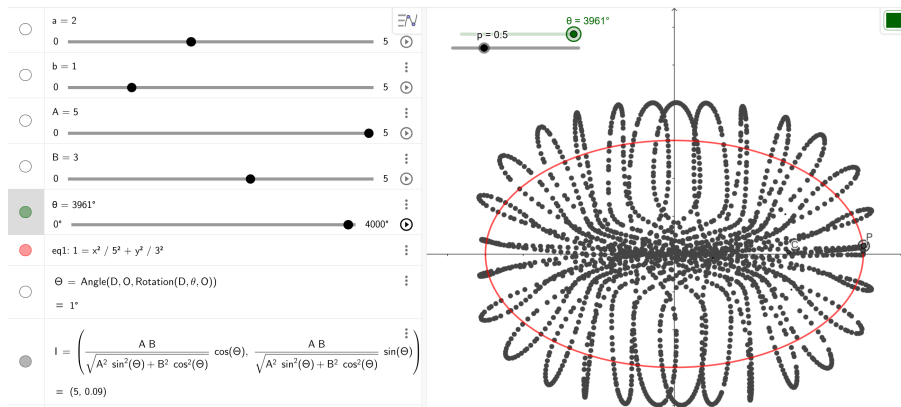 a = 2
0 5
b = 1
0 5
A = 5
0 5
B = 3
0 5
θ = 3961°
0° 4000°
eq1: 1 = x² / 5² + y² / 3²
Θ = Angle(D, O, Rotation(D, θ, O))
= 1°
I = ( A B / √(A² sin²(Θ) + B² cos²(Θ)) cos(Θ), A B / √(A² sin²(Θ) + B² cos²(Θ)) sin(Θ) )
= (5, 0.09)
θ = 3961°
p = 0.5
C
P